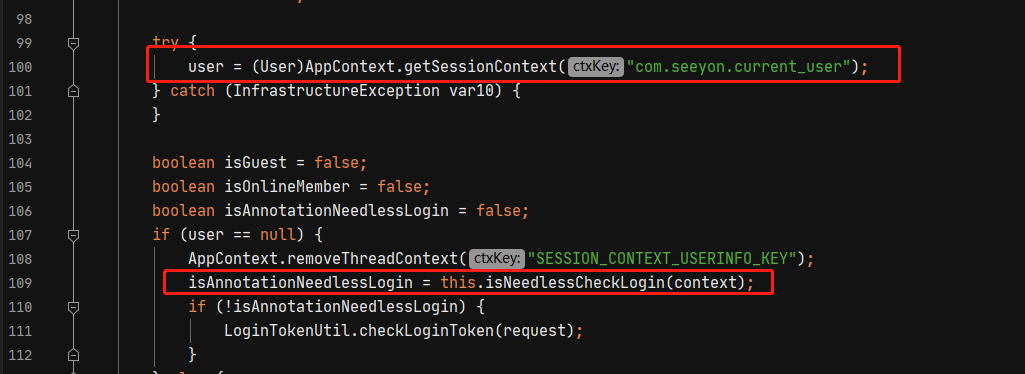 98
99 try {
100 user = (User)AppContext.getSessionContext( ctxKey: "com.seeyon.current_user");
101 } catch (InfrastructureException var10) {
102 }
103
104 boolean isGuest = false;
105 boolean isOnlineMember = false;
106 boolean isAnnotationNeedlessLogin = false;
107 if (user == null) {
108 AppContext.removeThreadContext( ctxKey: "SESSION_CONTEXT_USERINFO_KEY");
109 isAnnotationNeedlessLogin = this.isNeedlessCheckLogin(context);
110 if (!isAnnotationNeedlessLogin) {
111 LoginTokenUtil.checkLoginToken(request);
112 }